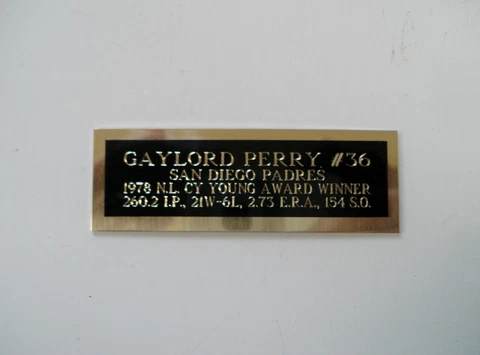 GAYLORD PERRY, #36
SAN DIEGO PADRES
1978 N.L. CY YOUNG AWARD WINNER
260.2 I.P., 21W-6L, 2.73 E.R.A., 154 S.O.